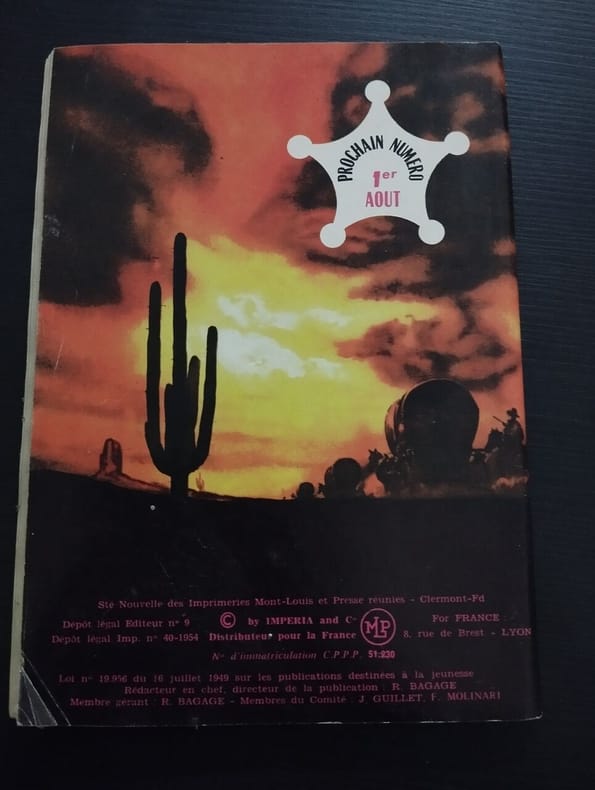 PROCHAIN NUMERO
1er
AOUT
Sté Nouvelle des Imprimeries Mont-Louis et Presse réunies - Clermont-Fd
Dépôt légal Editeur n° 9 © by IMPERIA and C° MLP For FRANCE
Dépôt légal Imp. n° 40-1954 Distributeur pour la France 8, rue de Brest - LYON
N° d'immatriculation C.P.P.P. 51.230
Loi n° 19.956 du 16 juillet 1949 sur les publications destinées à la jeunesse
Rédacteur en chef, directeur de la publication : R. BAGAGE
Membre gérant : R. BAGAGE - Membres du Comité : J. GUILLET, F. MOLINARI